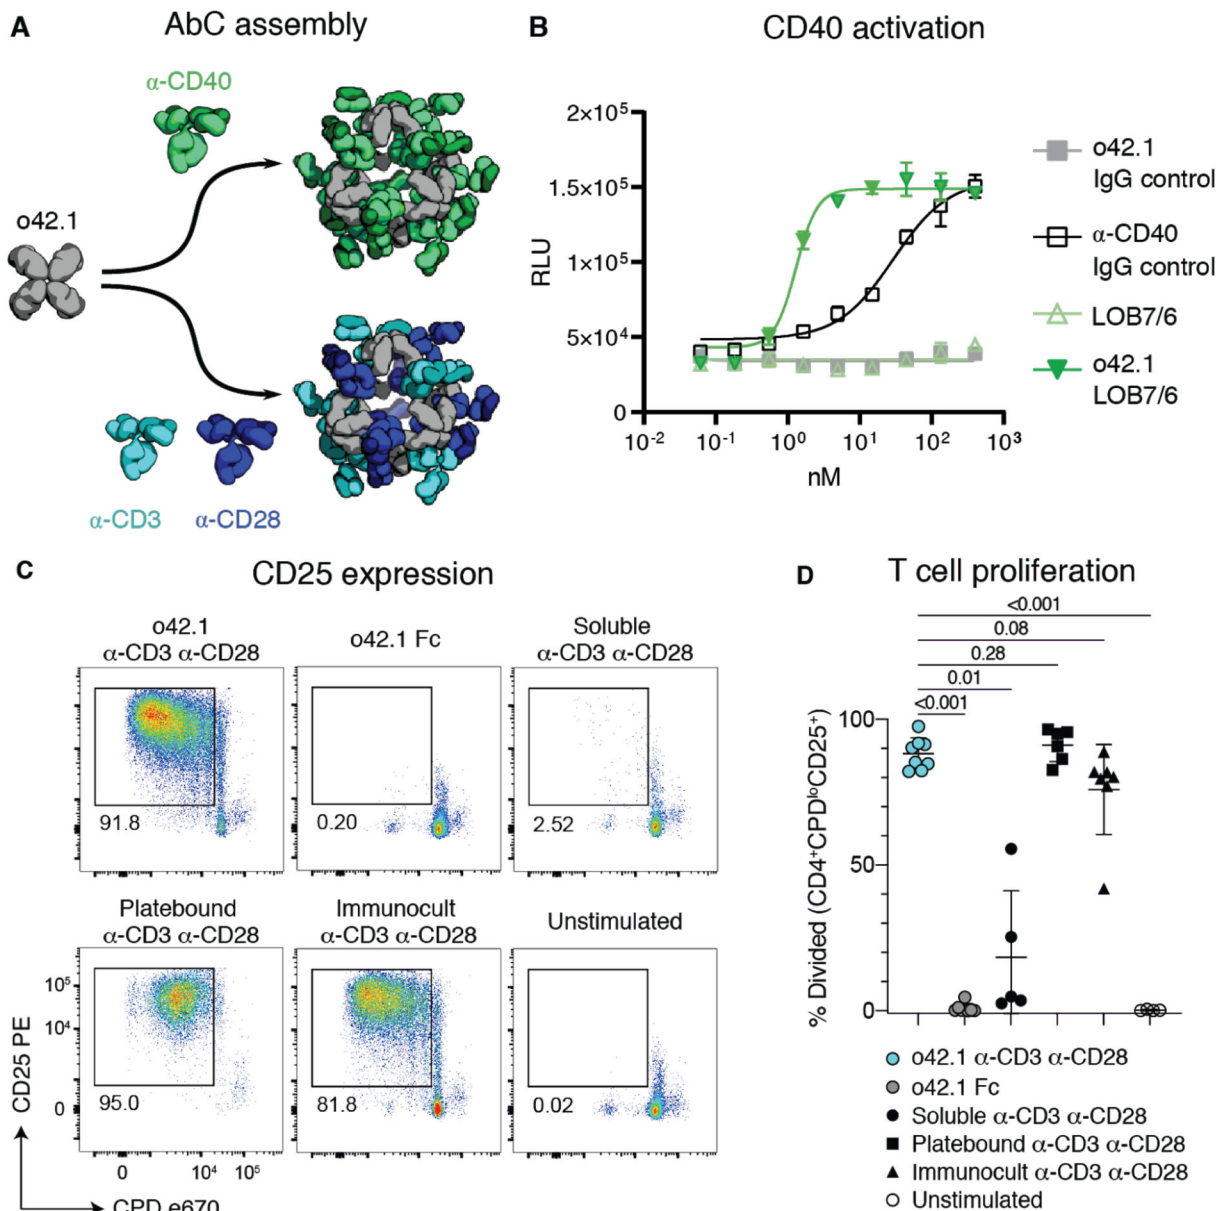 A
AbC assembly
α-CD40
o42.1
α-CD3
α-CD28
B
CD40 activation
2×10⁵
1.5×10⁵
1×10⁵
5×10⁴
0
RLU
10⁻²
10⁻¹
10⁰
10¹
10²
10³
nM
o42.1
IgG control
α-CD40
IgG control
LOB7/6
o42.1
LOB7/6
C
CD25 expression
o42.1
α-CD3 α-CD28
91.8
o42.1 Fc
0.20
Soluble
α-CD3 α-CD28
2.52
Platebound
α-CD3 α-CD28
95.0
Immunocult
α-CD3 α-CD28
81.8
Unstimulated
0.02
10⁵
10⁴
0
CD25 PE
0
10⁴
10⁵
CPD e670
D
T cell proliferation
<0.001
0.08
0.28
0.01
<0.001
100
50
0
% Divided (CD4⁺CPDˡᵒCD25⁺)
o42.1 α-CD3 α-CD28
o42.1 Fc
Soluble α-CD3 α-CD28
Platebound α-CD3 α-CD28
Immunocult α-CD3 α-CD28
Unstimulated